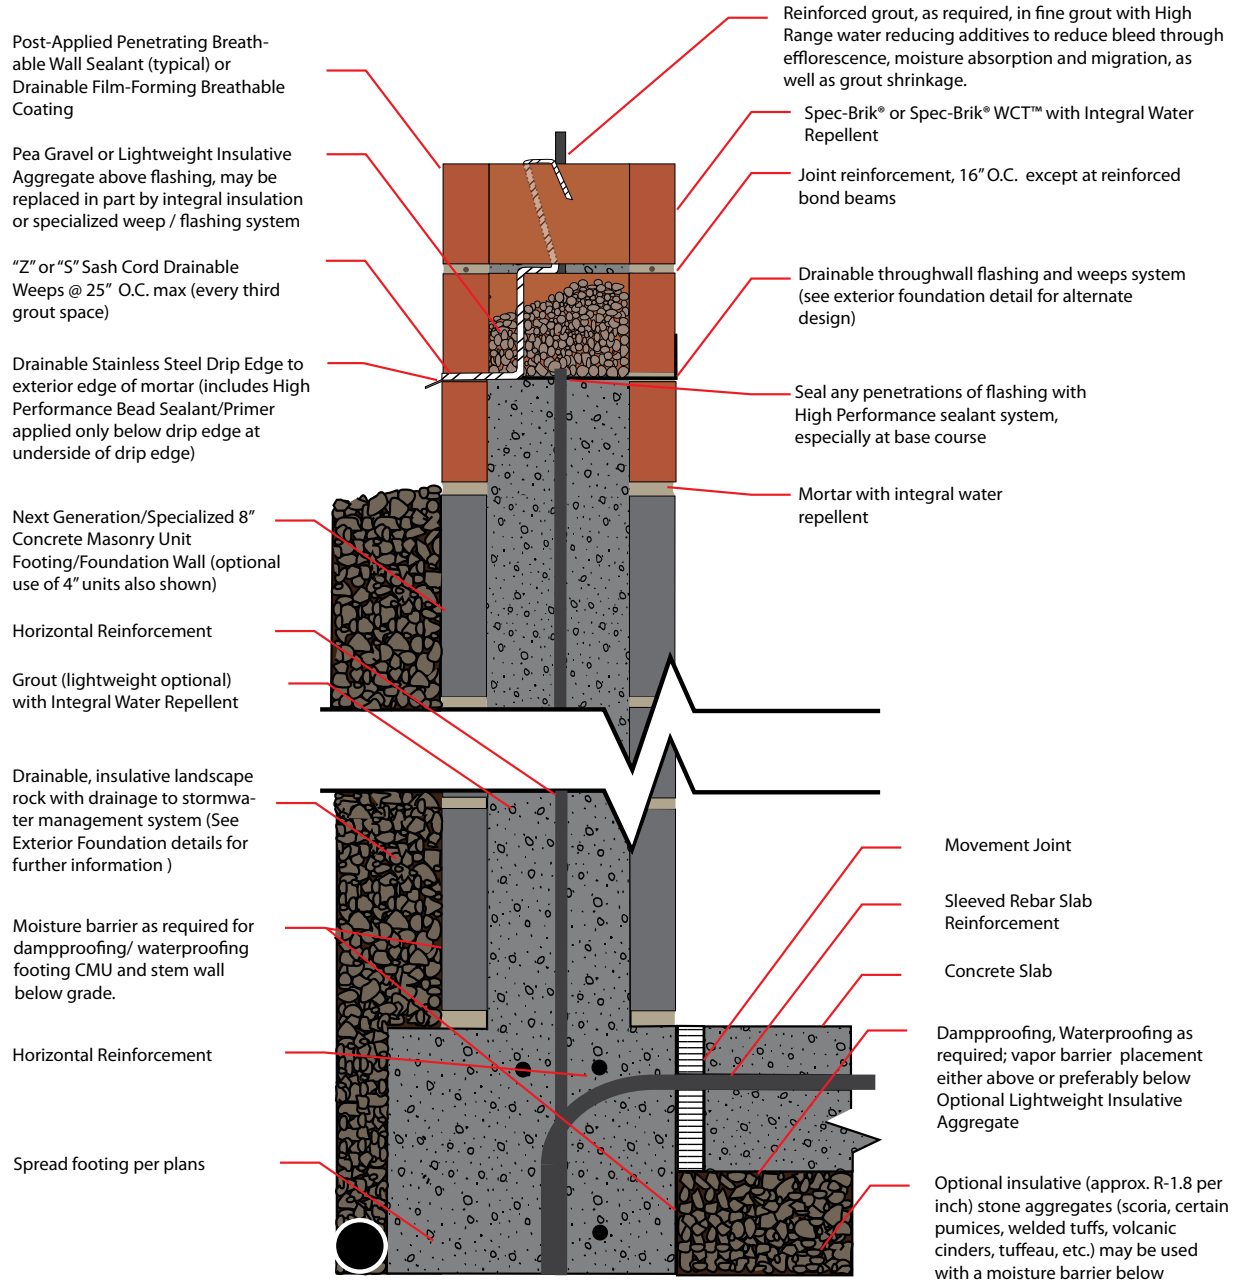 Post-Applied Penetrating Breath-
able Wall Sealant (typical) or
Drainable Film-Forming Breathable
Coating
Pea Gravel or Lightweight Insulative
Aggregate above flashing, may be
replaced in part by integral insulation
or specialized weep / flashing system
“Z” or “S” Sash Cord Drainable
Weeps @ 25” O.C. max (every third
grout space)
Drainable Stainless Steel Drip Edge to
exterior edge of mortar (includes High
Performance Bead Sealant/Primer
applied only below drip edge at
underside of drip edge)
Next Generation/Specialized 8”
Concrete Masonry Unit
Footing/Foundation Wall (optional
use of 4” units also shown)
Horizontal Reinforcement
Grout (lightweight optional)
with Integral Water Repellent
Drainable, insulative landscape
rock with drainage to stormwa-
ter management system (See
Exterior Foundation details for
further information )
Moisture barrier as required for
dampproofing/ waterproofing
footing CMU and stem wall
below grade.
Horizontal Reinforcement
Spread footing per plans
Reinforced grout, as required, in fine grout with High
Range water reducing additives to reduce bleed through
efflorescence, moisture absorption and migration, as
well as grout shrinkage.
Spec-Brik® or Spec-Brik® WCT™ with Integral Water
Repellent
Joint reinforcement, 16” O.C. except at reinforced
bond beams
Drainable throughwall flashing and weeps system
(see exterior foundation detail for alternate
design)
Seal any penetrations of flashing with
High Performance sealant system,
especially at base course
Mortar with integral water
repellent
Movement Joint
Sleeved Rebar Slab
Reinforcement
Concrete Slab
Dampproofing, Waterproofing as
required; vapor barrier placement
either above or preferably below
Optional Lightweight Insulative
Aggregate
Optional insulative (approx. R-1.8 per
inch) stone aggregates (scoria, certain
pumices, welded tuffs, volcanic
cinders, tuffeau, etc.) may be used
with a moisture barrier below